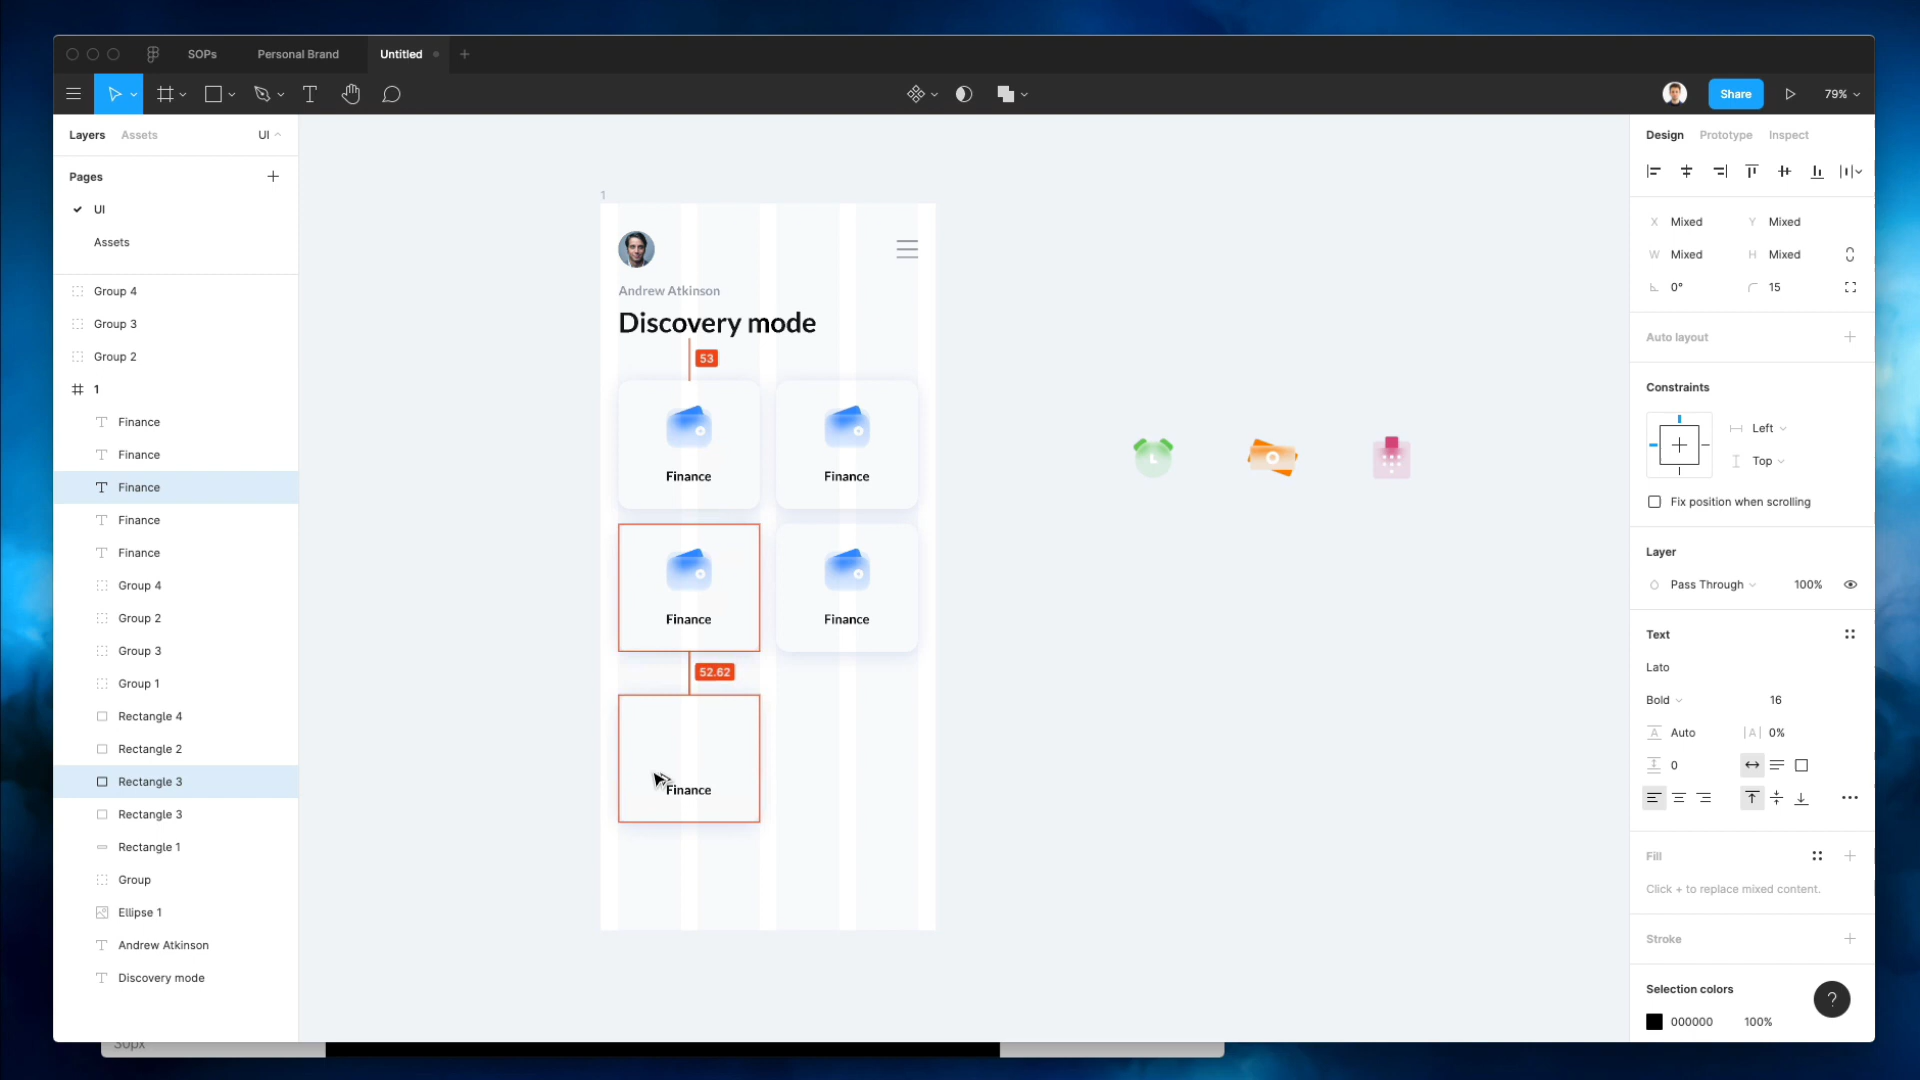 SOPs
Personal Brand
Untitled
Share
79%
Layers
Assets
UI
Pages
UI
Assets
Group 4
Group 3
Group 2
1
Finance
Finance
Finance
Finance
Finance
Group 4
Group 2
Group 3
Group 1
Rectangle 4
Rectangle 2
Rectangle 3
Rectangle 3
Rectangle 1
Group
Ellipse 1
Andrew Atkinson
Discovery mode
1
Andrew Atkinson
Discovery mode
53
Finance
Finance
Finance
Finance
52.62
Finance
Design
Prototype
Inspect
X Mixed
Y Mixed
W Mixed
H Mixed
0°
15
Auto layout
Constraints
Left
Top
Fix position when scrolling
Layer
Pass Through
100%
Text
Lato
Bold
16
Auto
0%
0
Fill
Click + to replace mixed content.
Stroke
Selection colors
000000
100%
?
30px